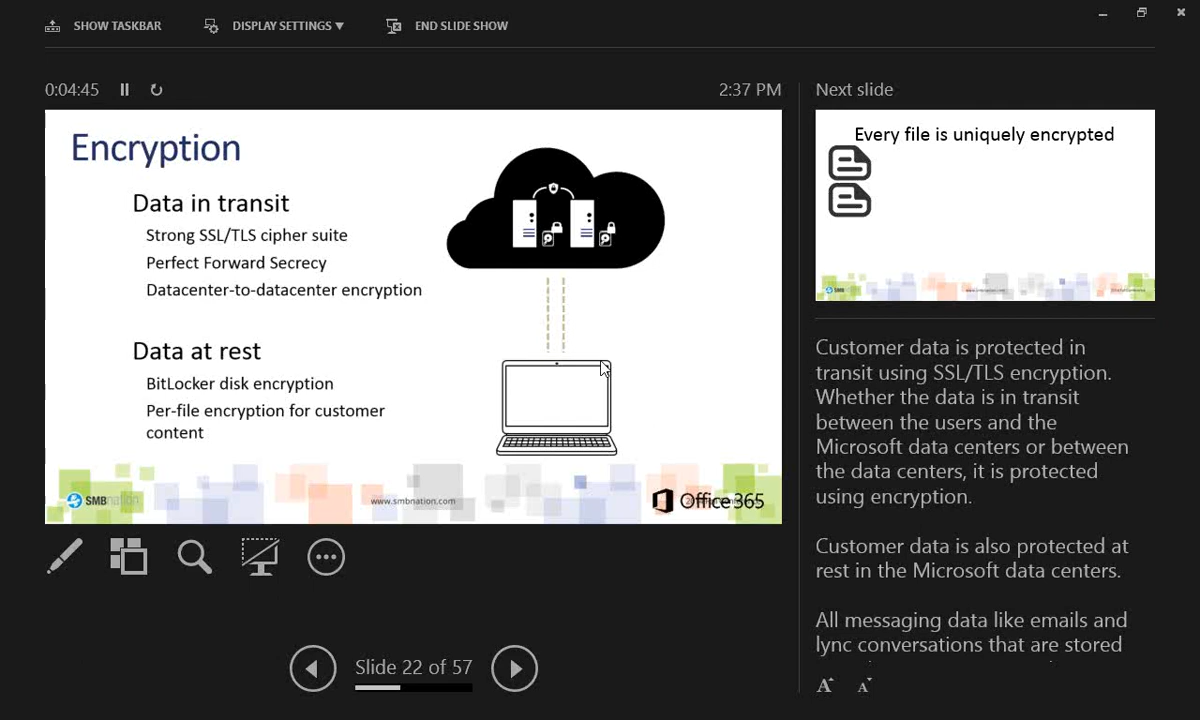 SHOW TASKBAR
DISPLAY SETTINGS ▼
END SLIDE SHOW
0:04:45
2:37 PM
Encryption
Data in transit
Strong SSL/TLS cipher suite
Perfect Forward Secrecy
Datacenter-to-datacenter encryption
Data at rest
BitLocker disk encryption
Per-file encryption for customer
content
SMBnation
www.smbnation.com
Office 365
Slide 22 of 57
Next slide
Every file is uniquely encrypted
SMB
Customer data is protected in
transit using SSL/TLS encryption.
Whether the data is in transit
between the users and the
Microsoft data centers or between
the data centers, it is protected
using encryption.
Customer data is also protected at
rest in the Microsoft data centers.
All messaging data like emails and
lync conversations that are stored
A
A